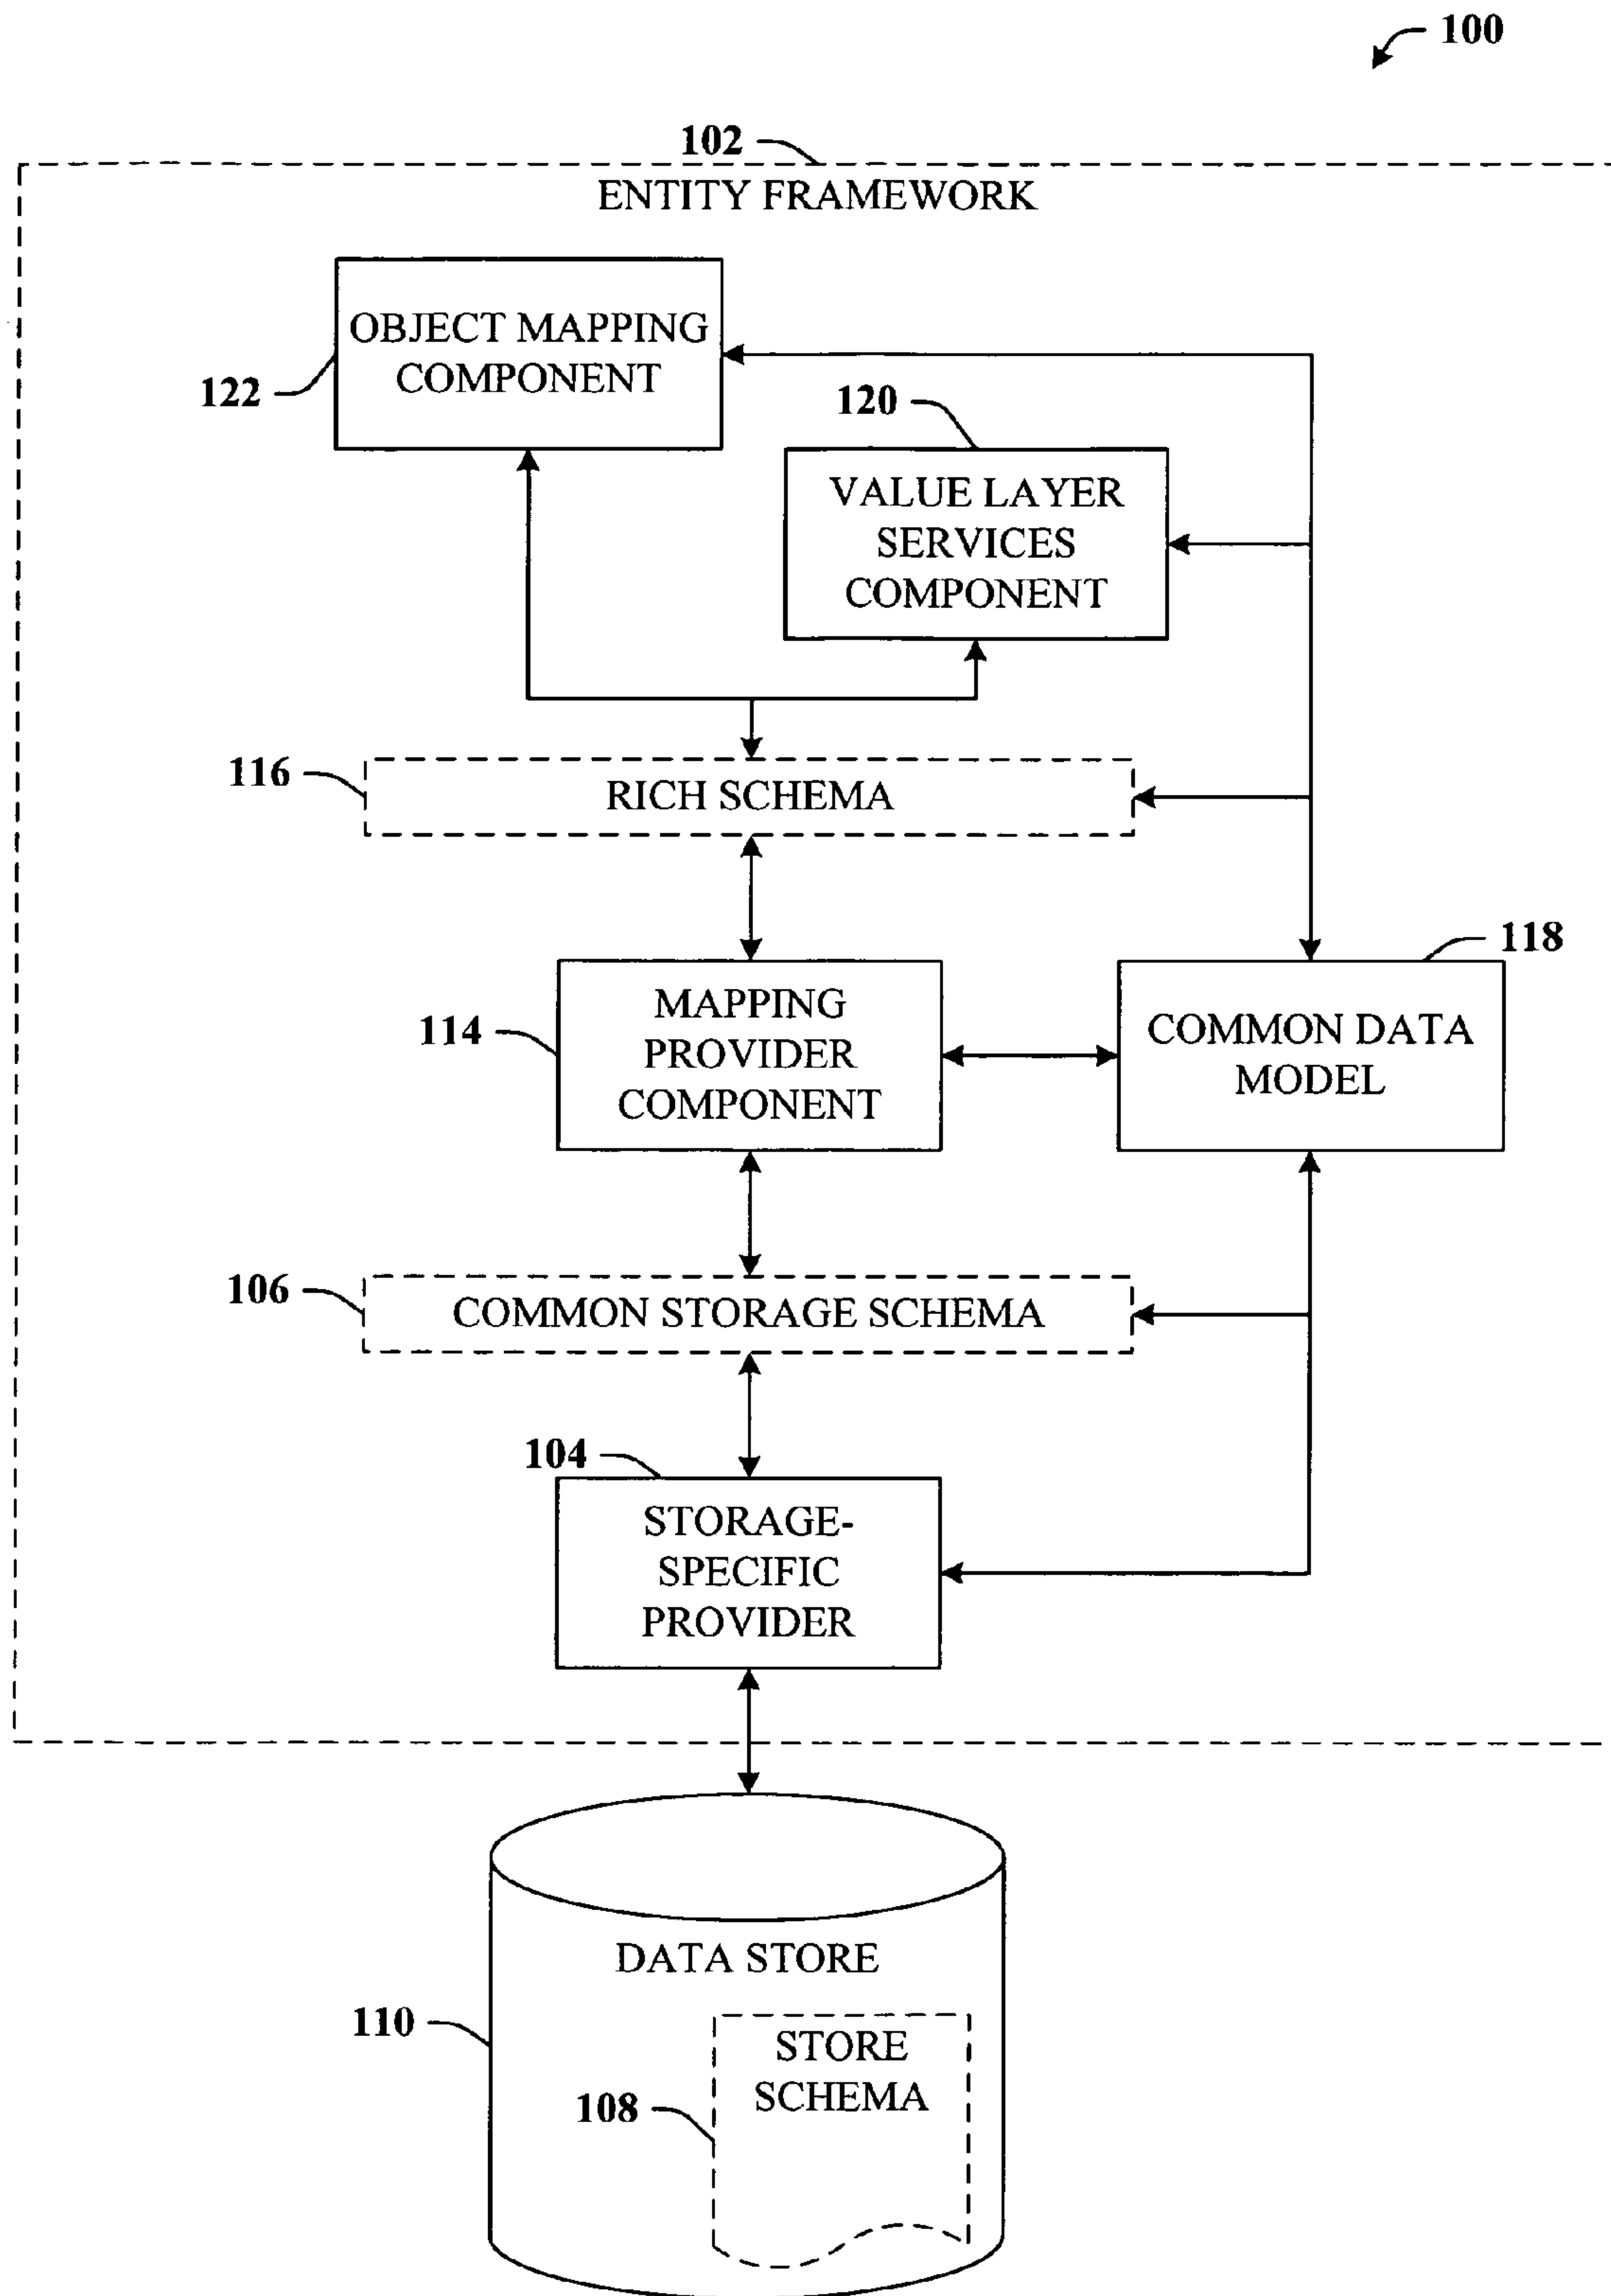 100
102
ENTITY FRAMEWORK
OBJECT MAPPING
COMPONENT
122
120
VALUE LAYER
SERVICES
COMPONENT
116
RICH SCHEMA
118
114
MAPPING
PROVIDER
COMPONENT
COMMON DATA
MODEL
106
COMMON STORAGE SCHEMA
104
STORAGE-
SPECIFIC
PROVIDER
DATA STORE
110
STORE
SCHEMA
108